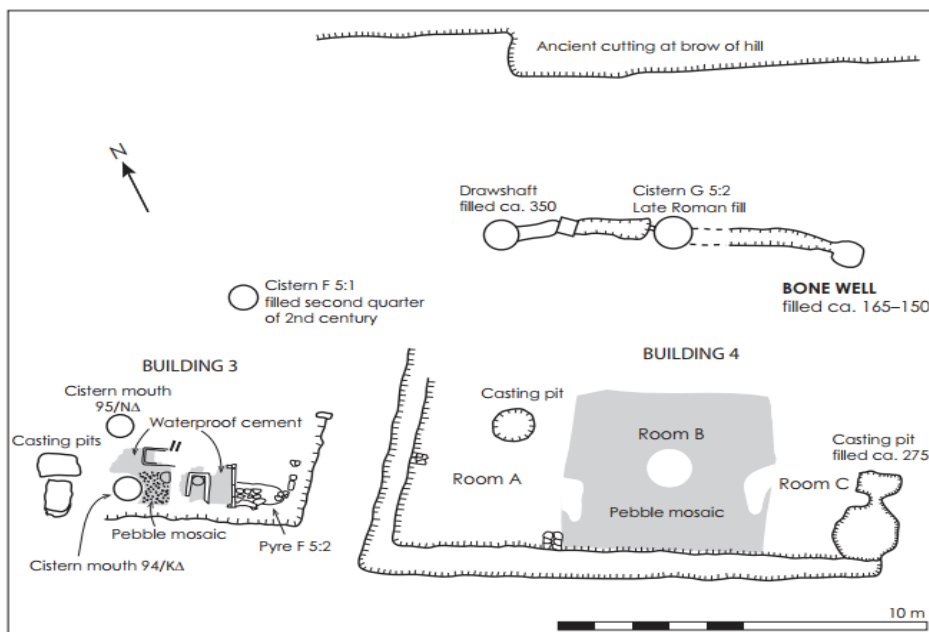 Ancient cutting at brow of hill
N
Drawshaft
filled ca. 350
Cistern G 5:2
Late Roman fill
Cistern F 5:1
filled second quarter
of 2nd century
BONE WELL
filled ca. 165–150
BUILDING 3
BUILDING 4
Cistern mouth
95/NΔ
Waterproof cement
Casting pits
Casting pit
Room B
Casting pit
filled ca. 275
Room A
Room C
Pebble mosaic
Pebble mosaic
Pyre F 5:2
Cistern mouth 94/KΔ
10 m